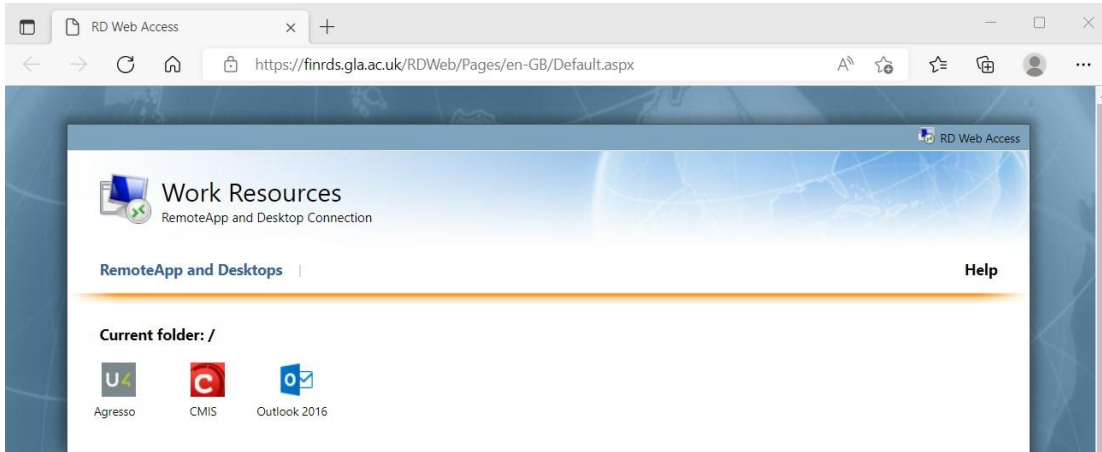 RD Web Access
https://finrds.gla.ac.uk/RDWeb/Pages/en-GB/Default.aspx
RD Web Access
Work Resources
RemoteApp and Desktop Connection
RemoteApp and Desktops | Help
Current folder: /
U4 C O
Agresso CMIS Outlook 2016